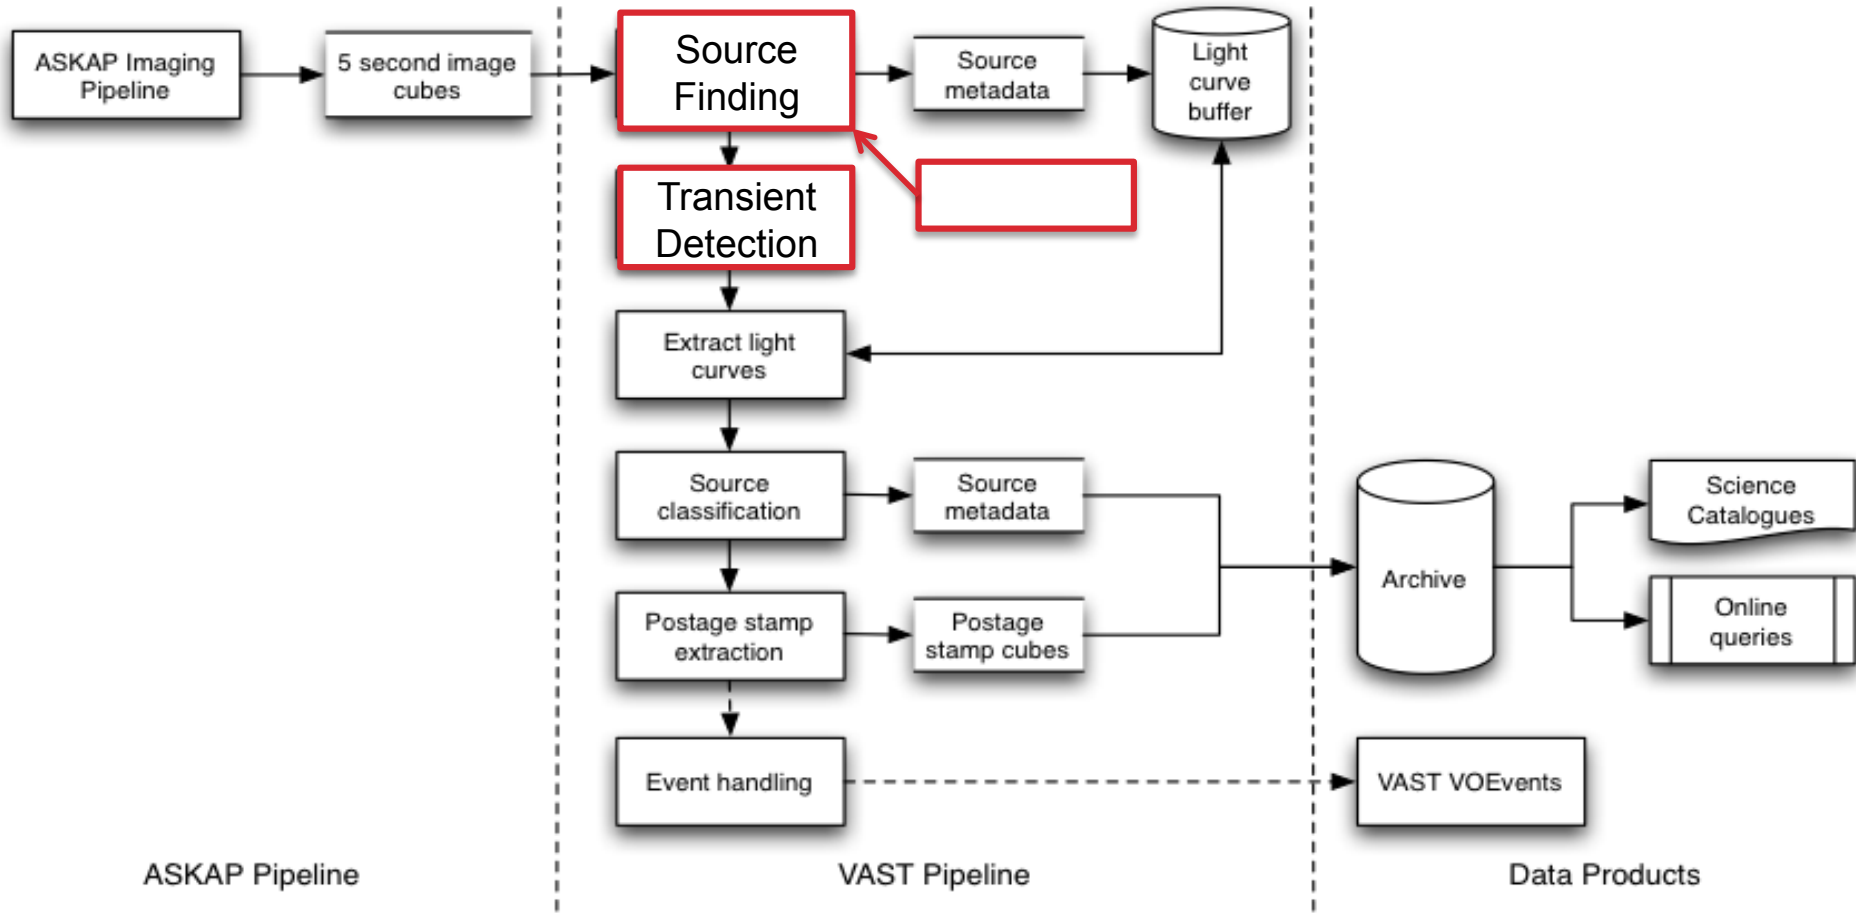 ASKAP Imaging
Pipeline
5 second image
cubes
Source
Finding
Source
metadata
Light
curve
buffer
Transient
Detection
Extract light
curves
Source
classification
Source
metadata
Postage stamp
extraction
Postage
stamp cubes
Archive
Science
Catalogues
Online
queries
Event handling
VAST VOEvents
ASKAP Pipeline
VAST Pipeline
Data Products